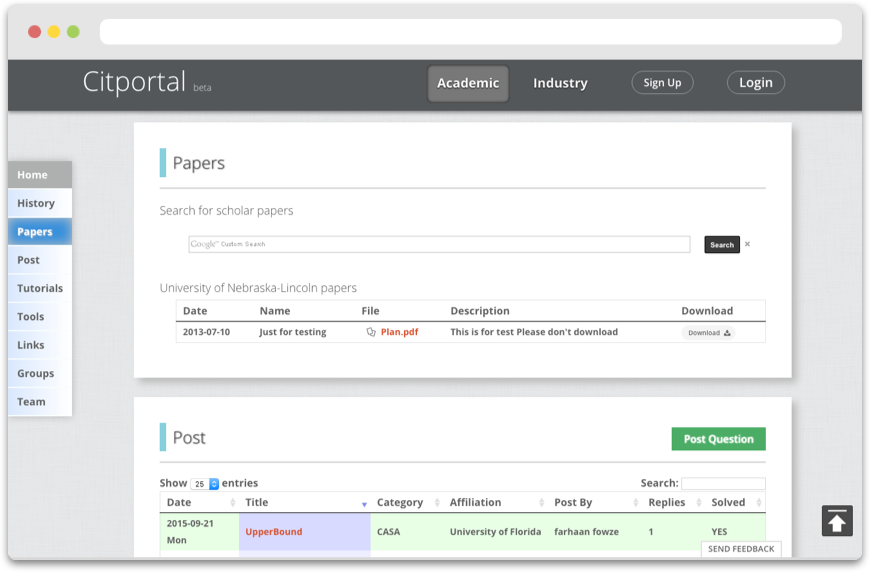 Citportal beta
Academic
Industry
Sign Up
Login
Home
History
Papers
Post
Tutorials
Tools
Links
Groups
Team
Papers
Search for scholar papers
Google™ Custom Search
Search ×
University of Nebraska-Lincoln papers
Date Name File Description Download
2013-07-10 Just for testing Plan.pdf This is for test Please don't download Download
Post
Post Question
Show 25 entries
Search:
Date Title Category Affiliation Post By Replies Solved
2015-09-21 Mon UpperBound CASA University of Florida farhaan fowze 1 YES
SEND FEEDBACK